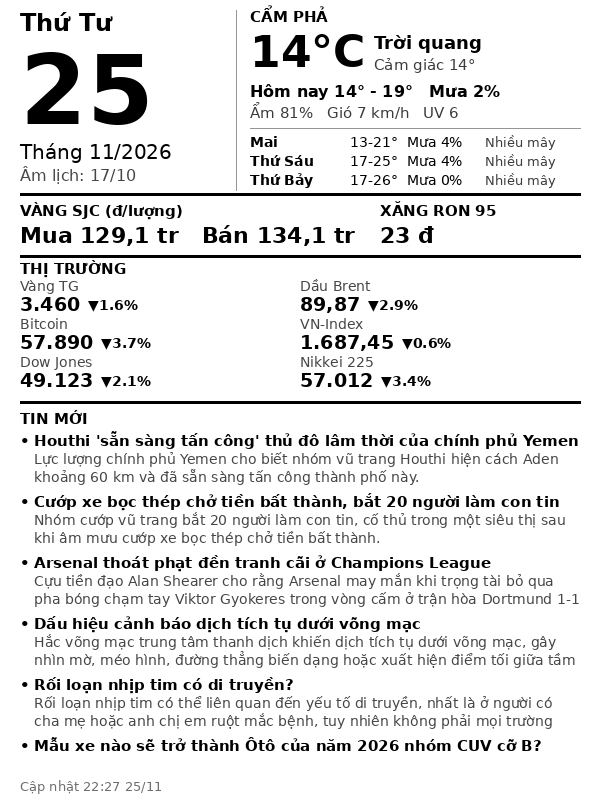 Thứ Tư
25
Tháng 11/2026
Âm lịch: 17/10
CẨM PHẢ
14°C Trời quang
Cảm giác 14°
Hôm nay 14° - 19° Mưa 2%
Ẩm 81% Gió 7 km/h UV 6
Mai 13-21° Mưa 4% Nhiều mây
Thứ Sáu 17-25° Mưa 4% Nhiều mây
Thứ Bảy 17-26° Mưa 0% Nhiều mây
VÀNG SJC (đ/lượng)
Mua 129,1 tr Bán 134,1 tr
XĂNG RON 95
23 đ
THỊ TRƯỜNG
Vàng TG
3.460 ▼1.6%
Dầu Brent
89,87 ▼2.9%
Bitcoin
57.890 ▼3.7%
VN-Index
1.687,45 ▼0.6%
Dow Jones
49.123 ▼2.1%
Nikkei 225
57.012 ▼3.4%
TIN MỚI
• Houthi 'sẵn sàng tấn công' thủ đô lâm thời của chính phủ Yemen
Lực lượng chính phủ Yemen cho biết nhóm vũ trang Houthi hiện cách Aden
khoảng 60 km và đã sẵn sàng tấn công thành phố này.
• Cướp xe bọc thép chở tiền bất thành, bắt 20 người làm con tin
Nhóm cướp vũ trang bắt 20 người làm con tin, cố thủ trong một siêu thị sau
khi âm mưu cướp xe bọc thép chở tiền bất thành.
• Arsenal thoát phạt đền tranh cãi ở Champions League
Cựu tiền đạo Alan Shearer cho rằng Arsenal may mắn khi trọng tài bỏ qua
pha bóng chạm tay Viktor Gyokeres trong vòng cấm ở trận hòa Dortmund 1-1
• Dấu hiệu cảnh báo dịch tích tụ dưới võng mạc
Hắc võng mạc trung tâm thanh dịch khiến dịch tích tụ dưới võng mạc, gây
nhìn mờ, méo hình, đường thẳng biến dạng hoặc xuất hiện điểm tối giữa tầm
• Rối loạn nhịp tim có di truyền?
Rối loạn nhịp tim có thể liên quan đến yếu tố di truyền, nhất là ở người có
cha mẹ hoặc anh chị em ruột mắc bệnh, tuy nhiên không phải mọi trường
• Mẫu xe nào sẽ trở thành Ôtô của năm 2026 nhóm CUV cỡ B?
Cập nhật 22:27 25/11